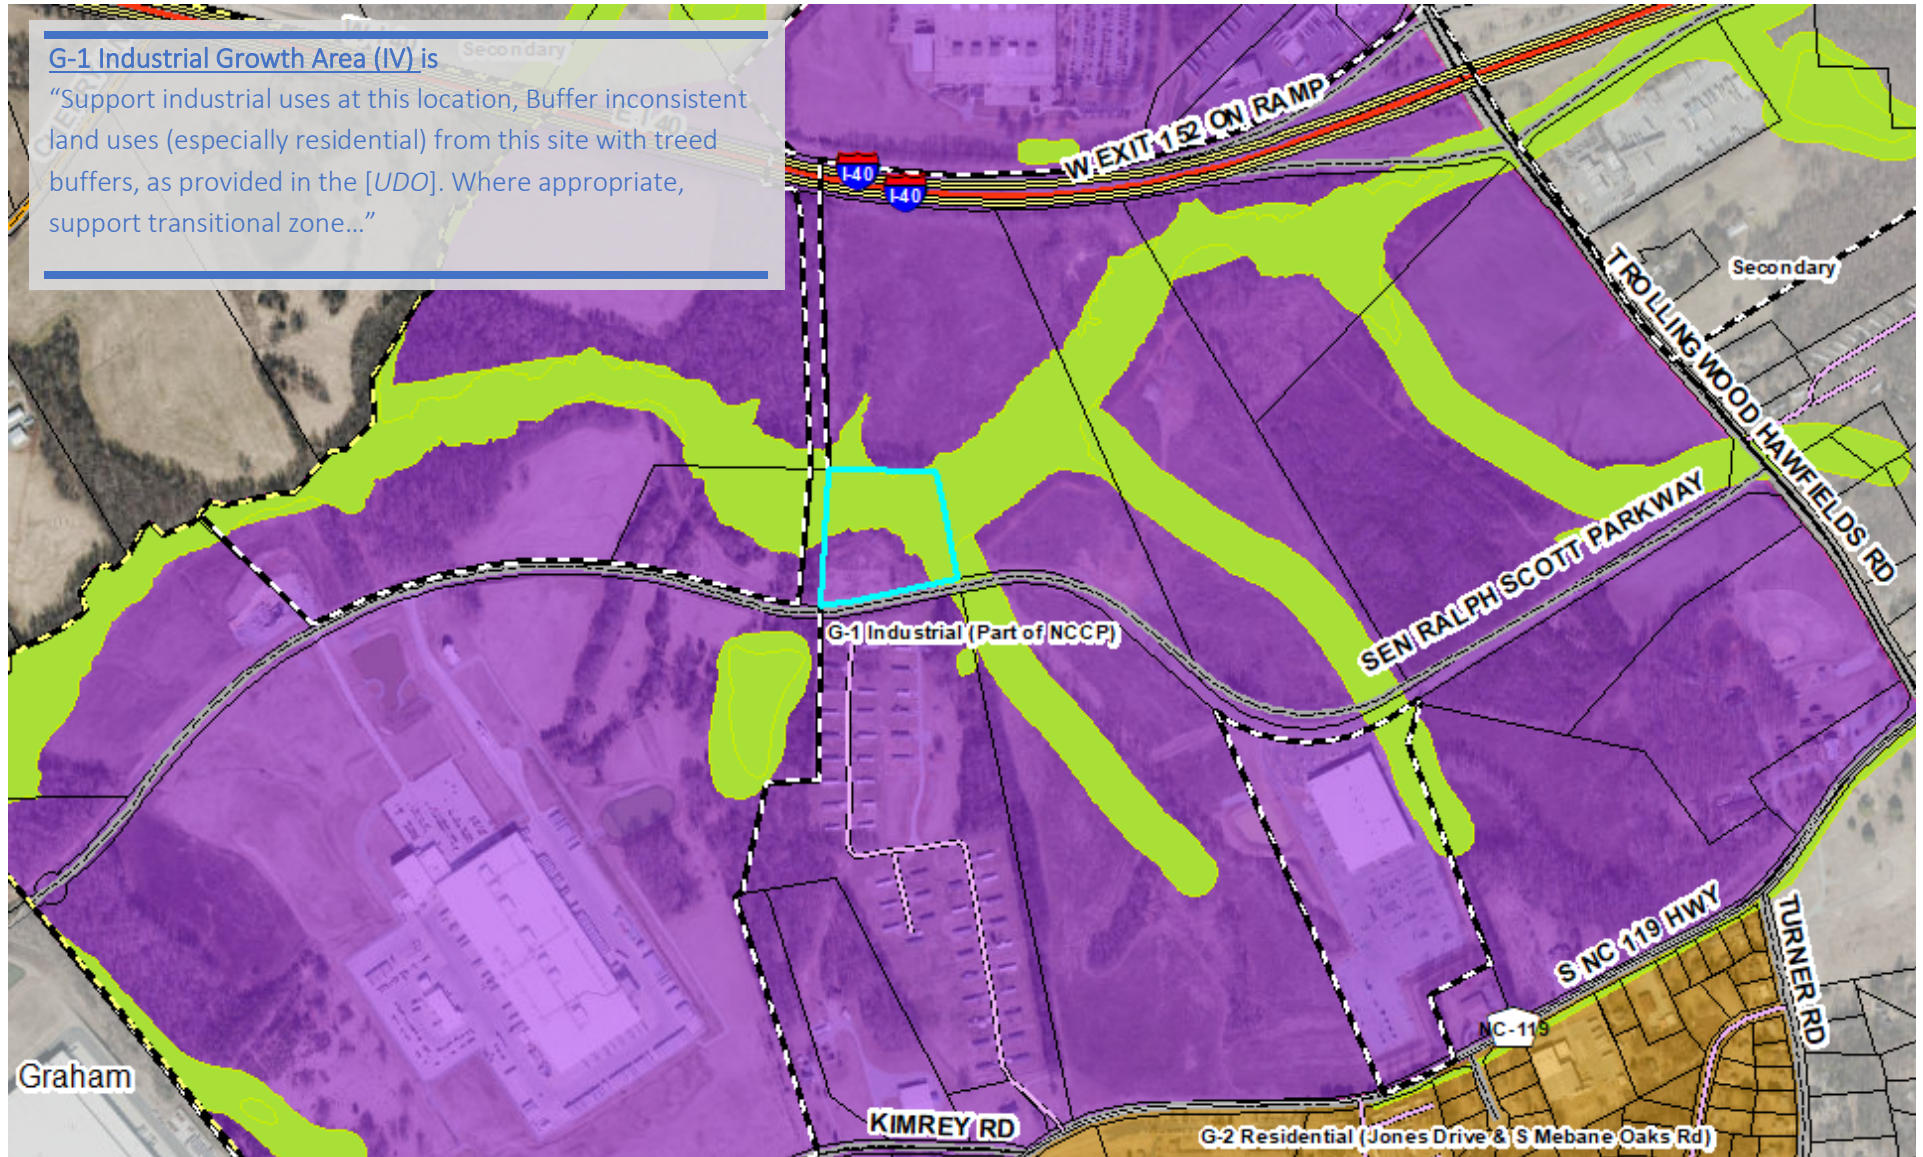 G-1 Industrial Growth Area (IV) is
“Support industrial uses at this location, Buffer inconsistent
land uses (especially residential) from this site with treed
buffers, as provided in the [UDO]. Where appropriate,
support transitional zone…”
Secondary
E I-40
W EXIT 152 ON RAMP
I-40
I-40
Secondary
TROLLINGWOOD HAWFIELDS RD
SEN RALPH SCOTT PARKWAY
G-1 Industrial (Part of NCCP)
S NC 119 HWY
TURNER RD
NC-119
Graham
KIMREY RD
G-2 Residential (Jones Drive & S Mebane Oaks Rd)